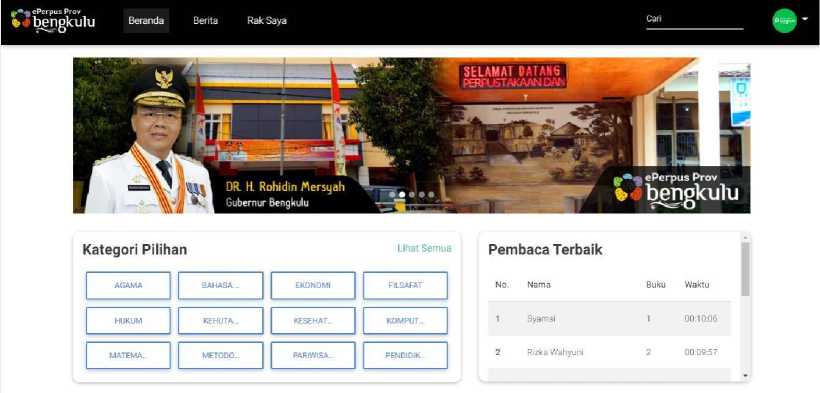 ePerpus Prov
bengkulu
Beranda
Berita
Rak Saya
Cari
SELAMAT DATANG
PERPUSTAKAAN DAN
DR. H. Rohidin Mersyah
Gubernur Bengkulu
ePerpus Prov
bengkulu
Kategori Pilihan
Lihat Semua
AGAMA
BAHASA...
EKONOMI
FILSAFAT
HUKUM
KEHUTA...
KESEHAT...
KOMPUT...
MATEMA...
METODO...
PARIWISA...
PENDIDIK...
Pembaca Terbaik
No. Nama Buku Waktu
1 Syamsi 1 00:10:06
2 Rizka Wahyuni 2 00:09:57